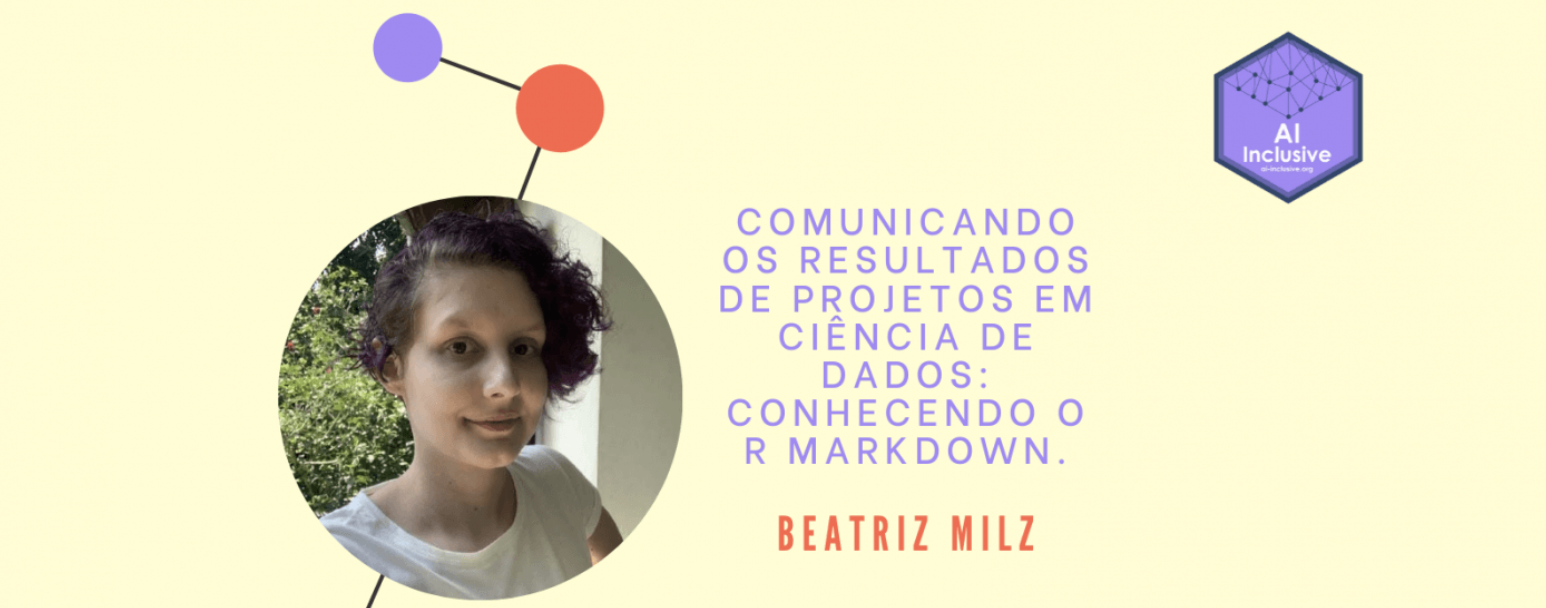 AI
Inclusive
ai-inclusive.org
COMUNICANDO
OS RESULTADOS
DE PROJETOS EM
CIÊNCIA DE
DADOS:
CONHECENDO O
R MARKDOWN.
BEATRIZ MILZ